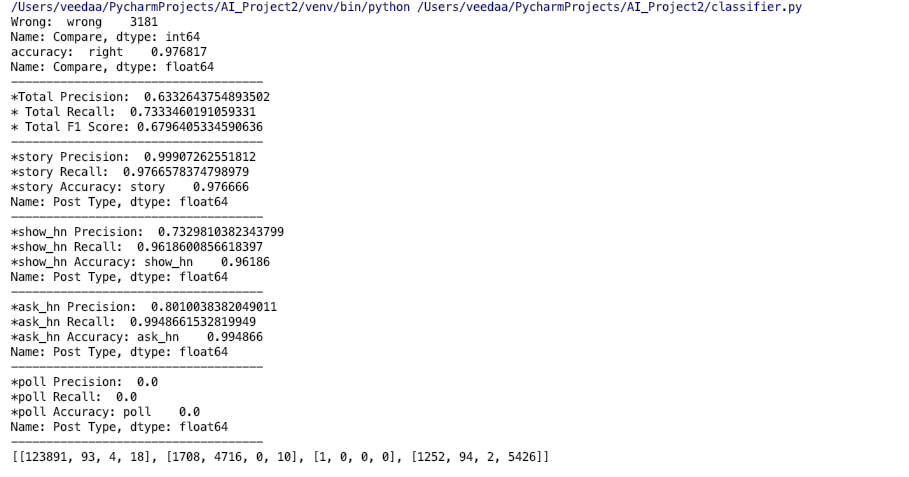 /Users/veedaa/PycharmProjects/AI_Project2/venv/bin/python /Users/veedaa/PycharmProjects/AI_Project2/classifier.py
Wrong:  wrong    3181
Name: Compare, dtype: int64
accuracy:  right    0.976817
Name: Compare, dtype: float64
————————————————————————————————————
*Total Precision:  0.6332643754893502
* Total Recall:  0.7333460191059331
* Total F1 Score: 0.6796405334590636
————————————————————————————————————
*story Precision:  0.99907262551812
*story Recall:  0.9766578374798979
*story Accuracy: story    0.976666
Name: Post Type, dtype: float64
————————————————————————————————————
*show_hn Precision:  0.7329810382343799
*show_hn Recall:  0.9618600856618397
*show_hn Accuracy: show_hn    0.96186
Name: Post Type, dtype: float64
————————————————————————————————————
*ask_hn Precision:  0.8010038382049011
*ask_hn Recall:  0.9948661532819949
*ask_hn Accuracy: ask_hn    0.994866
Name: Post Type, dtype: float64
————————————————————————————————————
*poll Precision:  0.0
*poll Recall:  0.0
*poll Accuracy: poll    0.0
Name: Post Type, dtype: float64
————————————————————————————————————
[[123891, 93, 4, 18], [1708, 4716, 0, 10], [1, 0, 0, 0], [1252, 94, 2, 5426]]